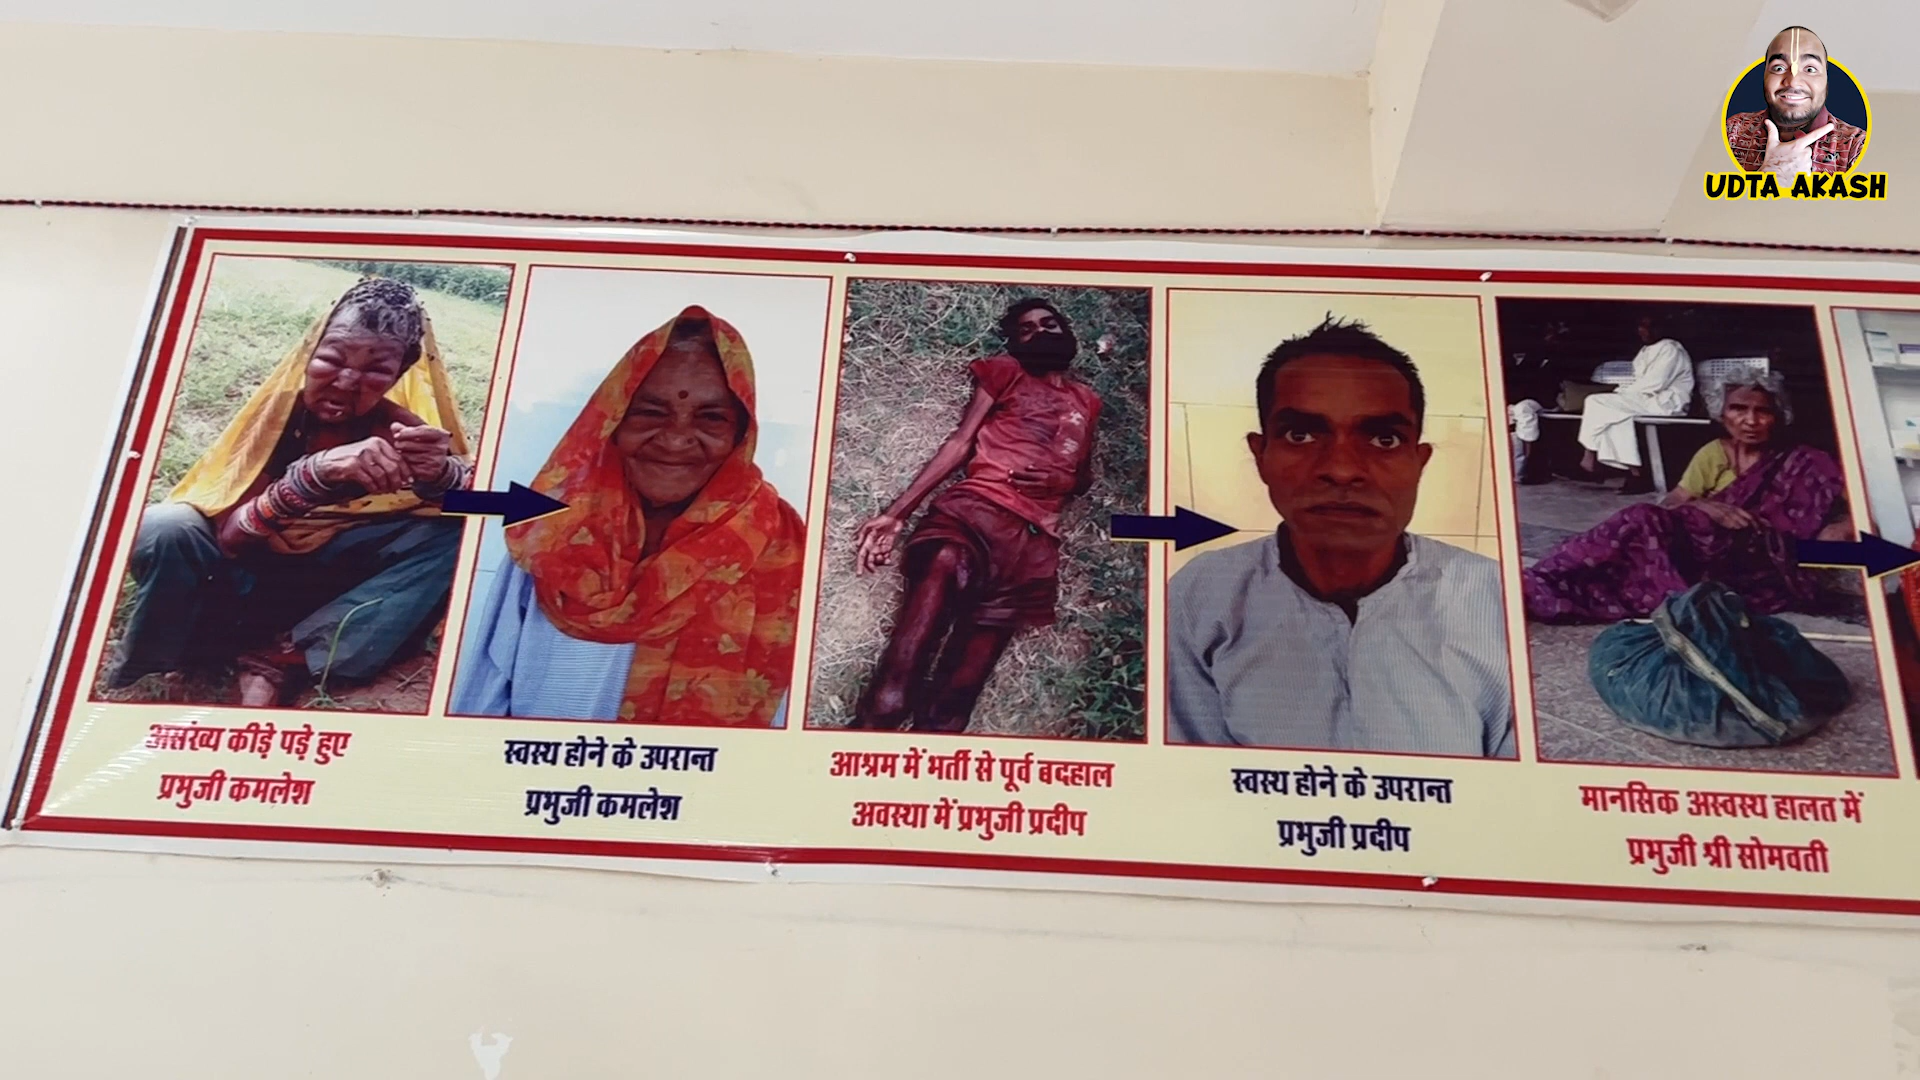 UDTA AKASH
असंख्य कीड़े पड़े हुए
प्रभुजी कमलेश
स्वस्थ होने के उपरान्त
प्रभुजी कमलेश
आश्रम में भर्ती से पूर्व बदहाल
अवस्था में प्रभुजी प्रदीप
स्वस्थ होने के उपरान्त
प्रभुजी प्रदीप
मानसिक अस्वस्थ हालत में
प्रभुजी श्री सोमवती